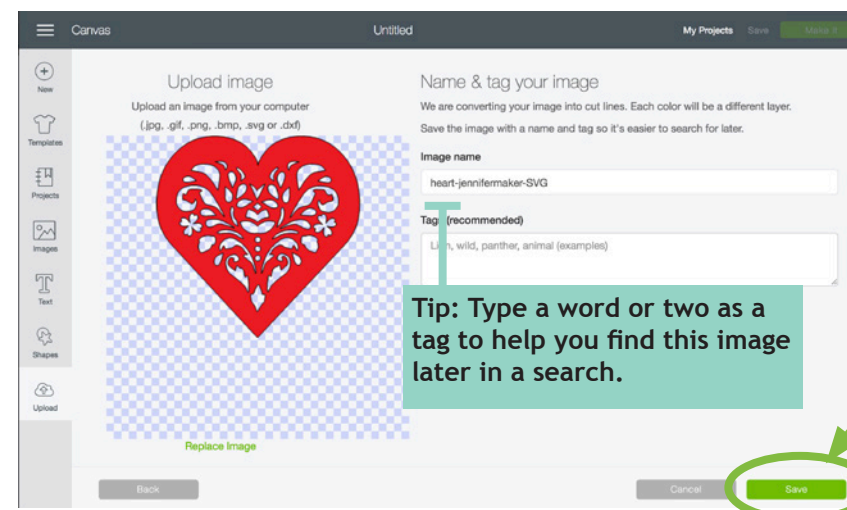 Canvas
Untitled
My Projects
Save
Make It
New
Templates
Projects
Images
Text
Shapes
Upload
Upload image
Upload an image from your computer
(.jpg, .gif, .png, .bmp, .svg or .dxf)
Replace Image
Name & tag your image
We are converting your image into cut lines. Each color will be a different layer.
Save the image with a name and tag so it's easier to search for later.
Image name
heart-jennifermaker-SVG
Tags (recommended)
Lion, wild, panther, animal (examples)
Tip: Type a word or two as a
tag to help you find this image
later in a search.
Back
Cancel
Save